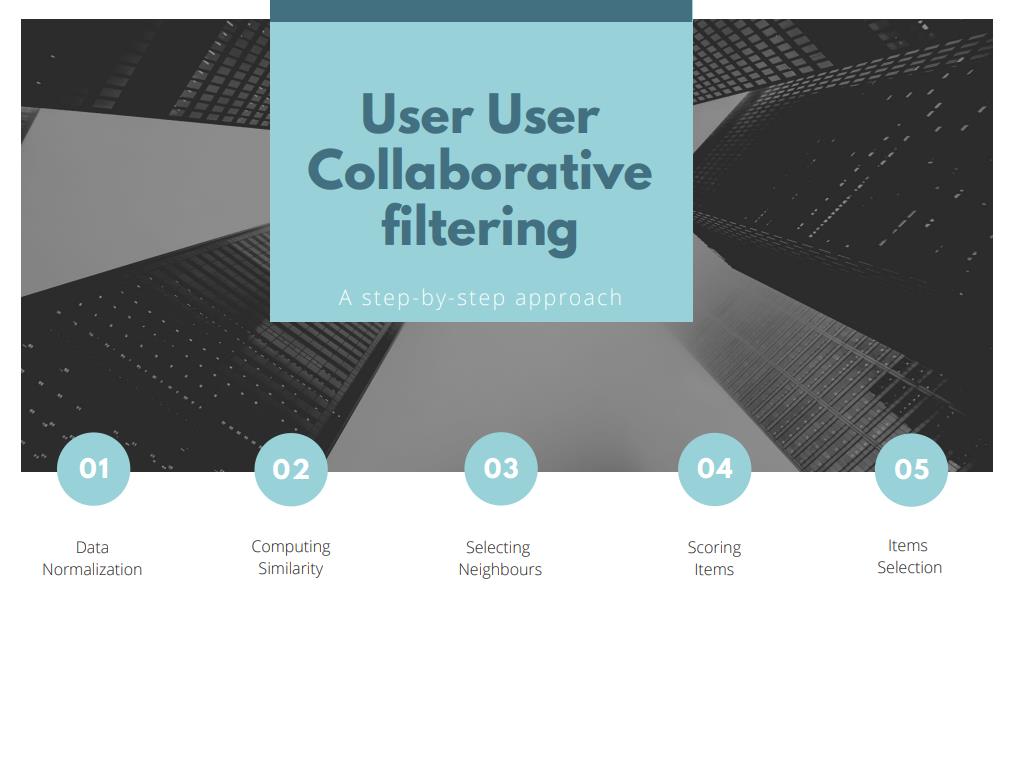 User User
Collaborative
filtering
A step-by-step approach
01
Data
Normalization
02
Computing
Similarity
03
Selecting
Neighbours
04
Scoring
Items
05
Items
Selection